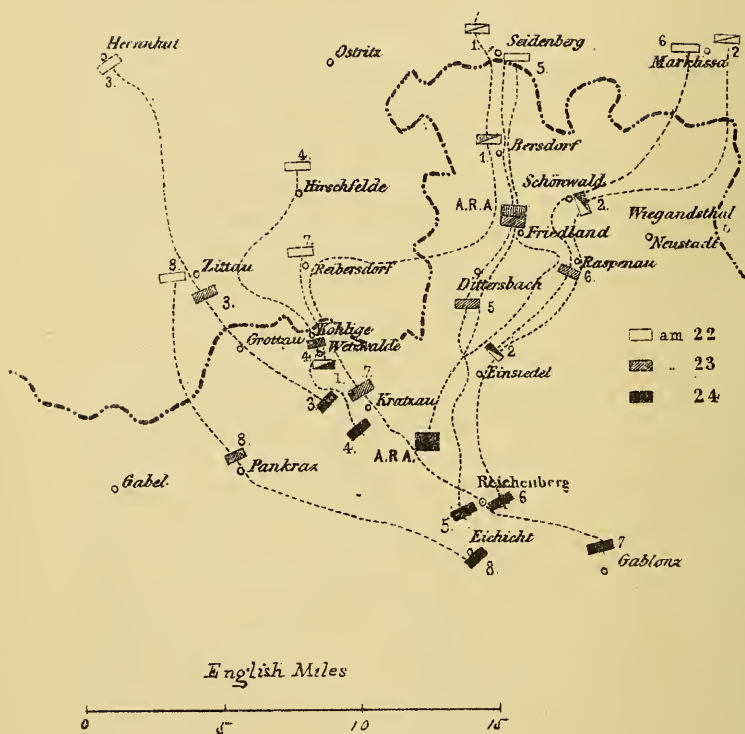 Herrnhut
3.
Ostritz
1.
Seidenberg
5.
6
Marklissa
2
4.
Hirschfelde
1.
Bersdorf
Schönwald
2.
A.R.A
Friedland
Wiegandsthal
Neustadt
8.
Zittau
3.
7.
Reibersdorf
Dittersbach
5
Raspenau
6.
Grottau
Kohlige
Wetzwalde
4.
1.
2
Einsiedel
am 22
.. 23
24
3.
7.
Kratzau
4.
A.R.A.
8.
Pankraz
Gabel.
Reichenberg
6
5.
Eichicht
8.
7
Gablonz
English Miles
0 5 10 15